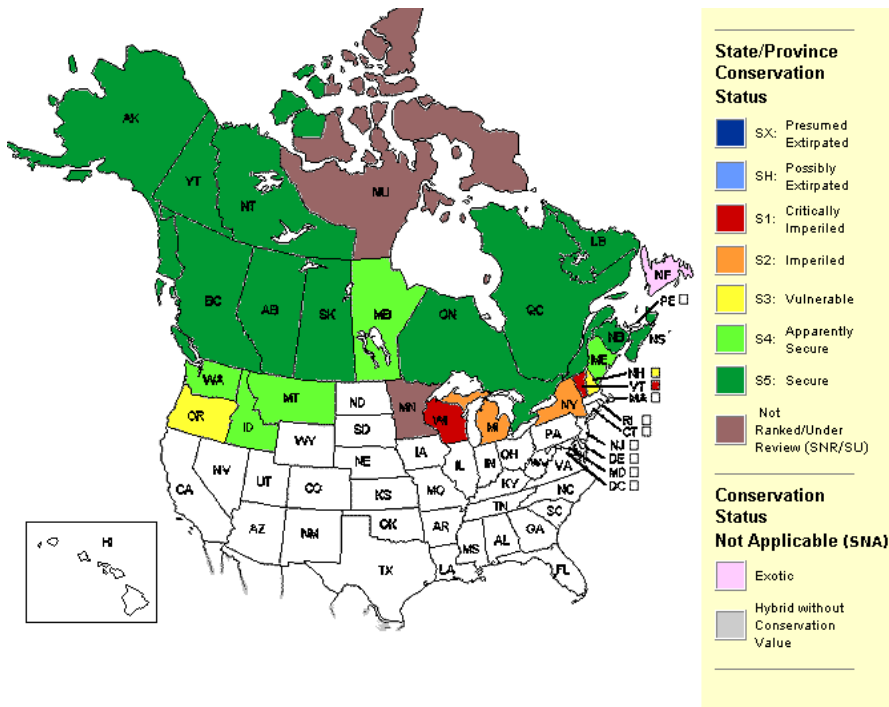 AK
YT
NT
NU
BC
AB
SK
MB
ON
QC
LB
NF
PE
NB
NS
ME
NH
VT
MA
WA
MT
ND
MN
OR
ID
WY
SD
WI
MI
NY
RI
CT
NV
UT
CO
NE
KS
IA
IL
IN
OH
PA
NJ
DE
MD
DC
CA
AZ
NM
OK
MO
KY
WV
VA
TN
NC
SC
AR
MS
AL
GA
TX
LA
FL
HI
State/Province
Conservation
Status
SX: Presumed
Extirpated
SH: Possibly
Extirpated
S1: Critically
Imperiled
S2: Imperiled
S3: Vulnerable
S4: Apparently
Secure
S5: Secure
Not
Ranked/Under
Review (SNR/SU)
Conservation
Status
Not Applicable (SNA)
Exotic
Hybrid without
Conservation
Value